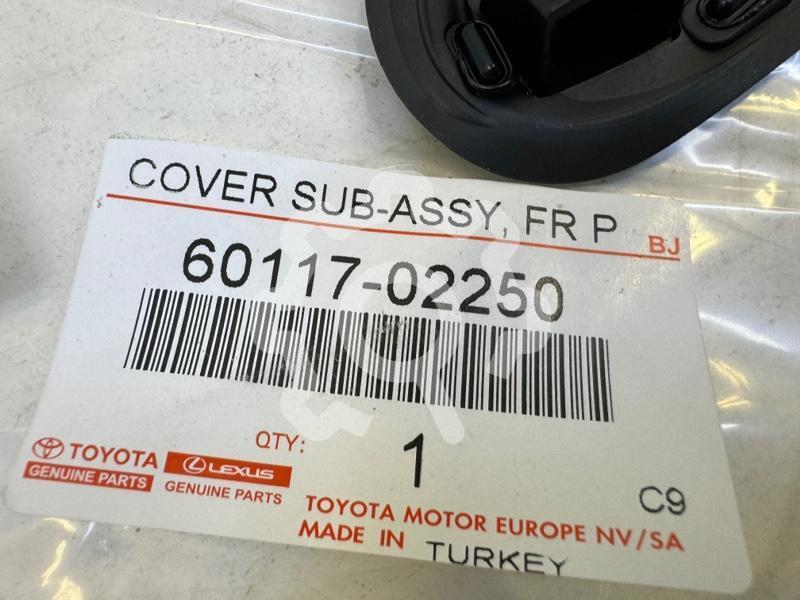 COVER SUB-ASSY, FR P
BJ
60117-02250
QTY: 1
TOYOTA
GENUINE PARTS
LEXUS
GENUINE PARTS
C9
TOYOTA MOTOR EUROPE NV/SA
MADE IN TURKEY